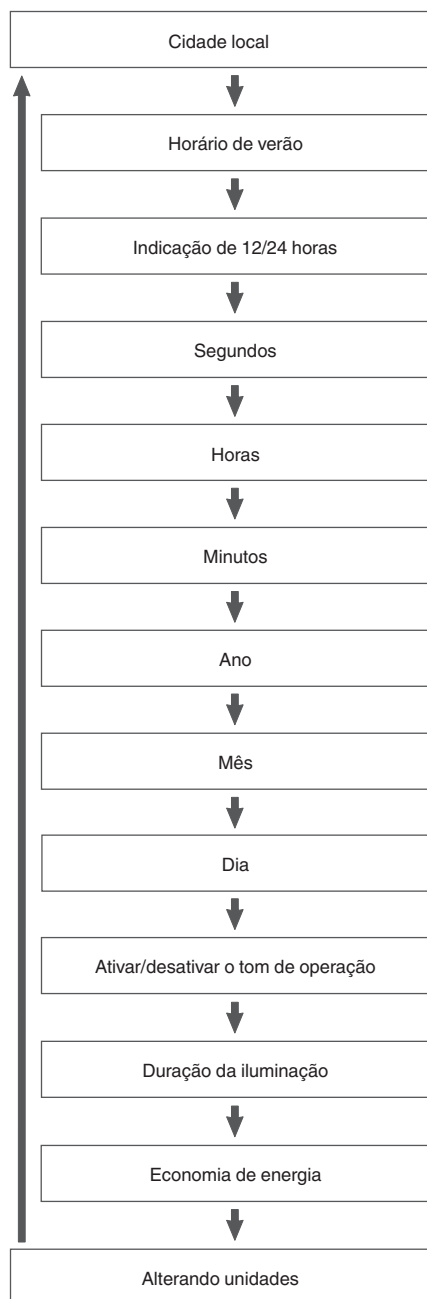 Cidade local
Horário de verão
Indicação de 12/24 horas
Segundos
Horas
Minutos
Ano
Mês
Dia
Ativar/desativar o tom de operação
Duração da iluminação
Economia de energia
Alterando unidades